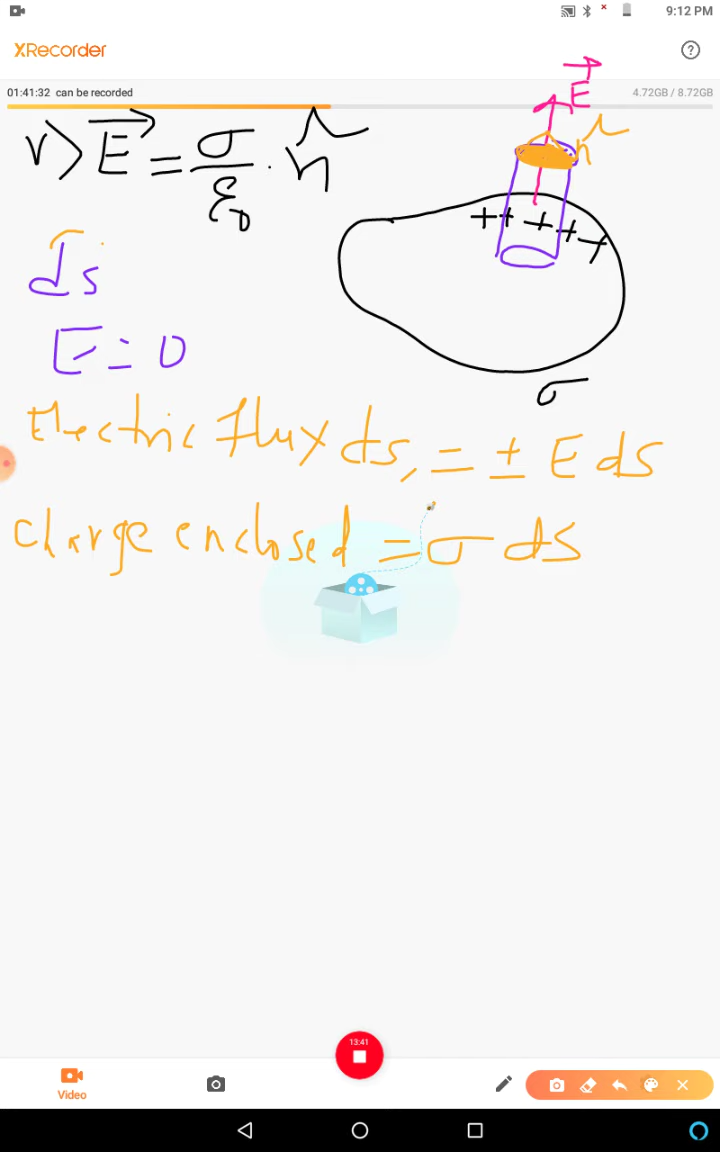 9:12 PM
XRecorder
?
01:41:32 can be recorded
4.72GB / 8.72GB
E
n
v> E = σ/ε0 . n
++ + + +
ds
E = 0
σ
Electric flux ds, = ± E ds
charge enclosed = σ ds
13:41
Video